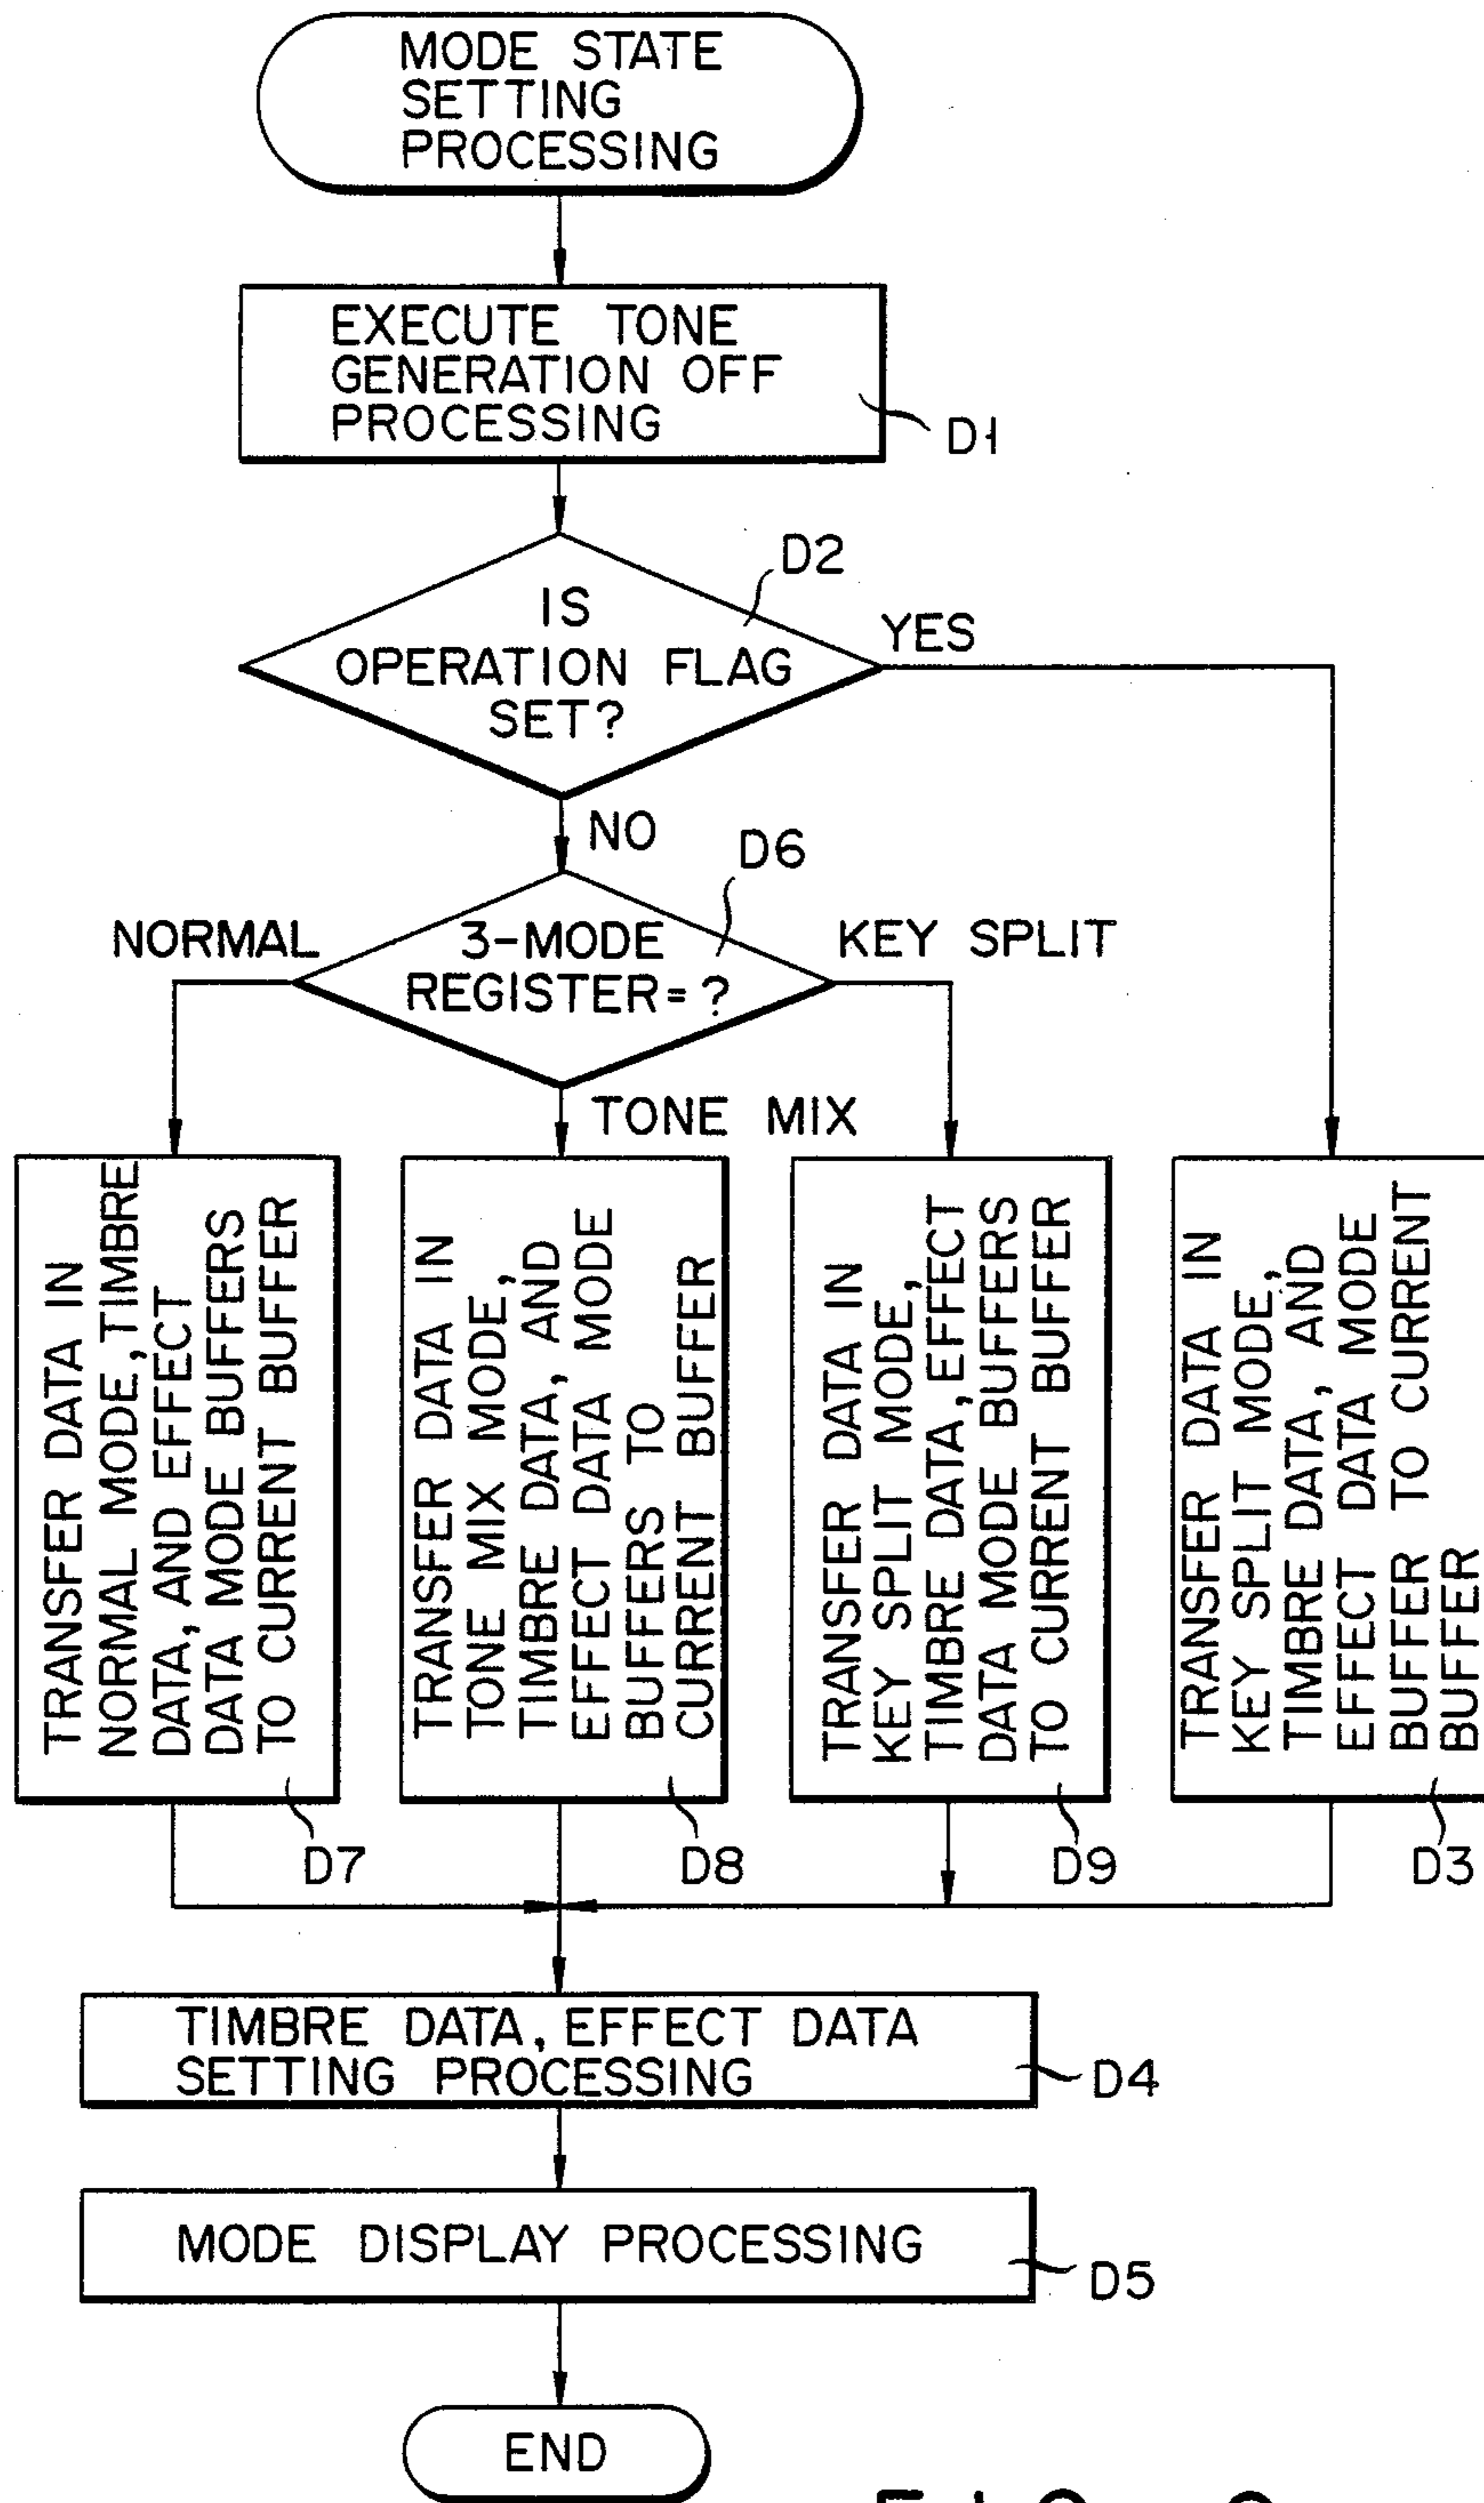 MODE STATE
SETTING
PROCESSING
EXECUTE TONE
GENERATION OFF
PROCESSING
D1
D2
IS
OPERATION FLAG
SET?
YES
NO
D6
NORMAL
3-MODE
REGISTER=?
KEY SPLIT
TONE MIX
TRANSFER DATA IN
NORMAL MODE,TIMBRE
DATA, AND EFFECT
DATA MODE BUFFERS
TO CURRENT BUFFER
D7
TRANSFER DATA IN
TONE MIX MODE,
TIMBRE DATA, AND
EFFECT DATA MODE
BUFFERS TO
CURRENT BUFFER
D8
TRANSFER DATA IN
KEY SPLIT MODE,
TIMBRE DATA,EFFECT
DATA MODE BUFFERS
TO CURRENT BUFFER
D9
TRANSFER DATA IN
KEY SPLIT MODE,
TIMBRE DATA, AND
EFFECT DATA MODE
BUFFER TO CURRENT
BUFFER
D3
TIMBRE DATA, EFFECT DATA
SETTING PROCESSING
D4
MODE DISPLAY PROCESSING
D5
END